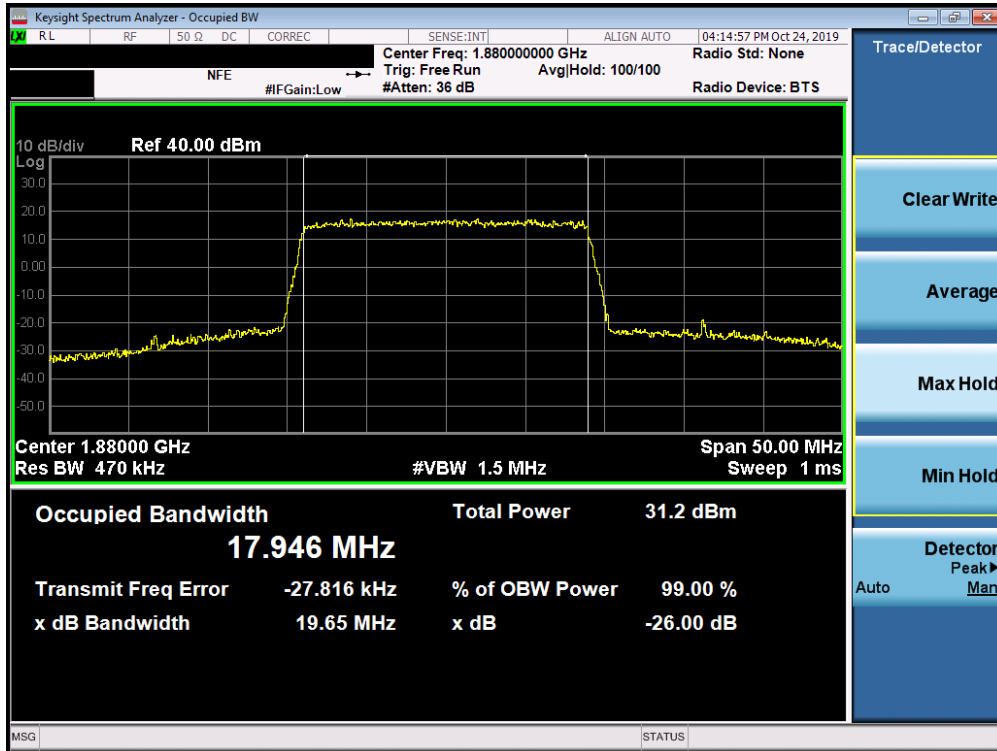 Keysight Spectrum Analyzer - Occupied BW
LXI RL RF 50 Ω DC CORREC SENSE:INT ALIGN AUTO 04:14:57 PM Oct 24, 2019
Center Freq: 1.880000000 GHz Radio Std: None
NFE Trig: Free Run Avg|Hold: 100/100
#IFGain:Low #Atten: 36 dB Radio Device: BTS
Trace/Detector
10 dB/div Ref 40.00 dBm
Log
30.0
20.0
10.0
0.00
-10.0
-20.0
-30.0
-40.0
-50.0
Center 1.88000 GHz Span 50.00 MHz
Res BW 470 kHz #VBW 1.5 MHz Sweep 1 ms
Occupied Bandwidth Total Power 31.2 dBm
17.946 MHz
Transmit Freq Error -27.816 kHz % of OBW Power 99.00 %
x dB Bandwidth 19.65 MHz x dB -26.00 dB
Clear Write
Average
Max Hold
Min Hold
Detector
Peak▶
Auto Man
MSG STATUS